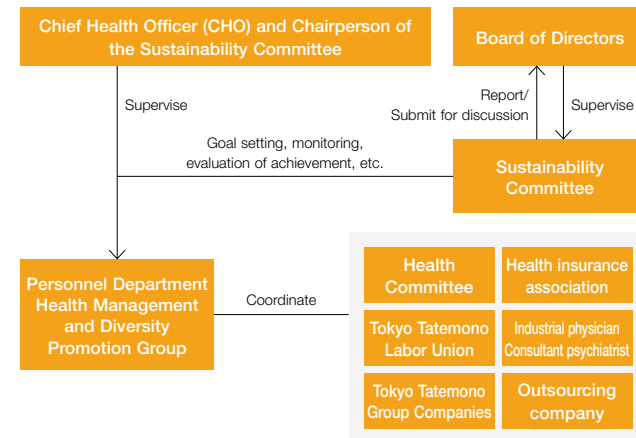 Chief Health Officer (CHO) and Chairperson of
the Sustainability Committee
Board of Directors
Supervise
Report/
Submit for discussion
Supervise
Goal setting, monitoring,
evaluation of achievement, etc.
Sustainability
Committee
Personnel Department
Health Management
and Diversity
Promotion Group
Coordinate
Health
Committee
Health insurance
association
Tokyo Tatemono
Labor Union
Industrial physician
Consultant psychiatrist
Tokyo Tatemono
Group Companies
Outsourcing
company